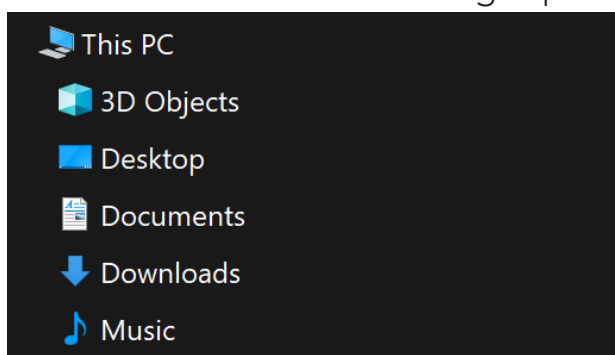 This PC
3D Objects
Desktop
Documents
Downloads
Music